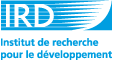 IRD
Institut de recherche
pour le développement